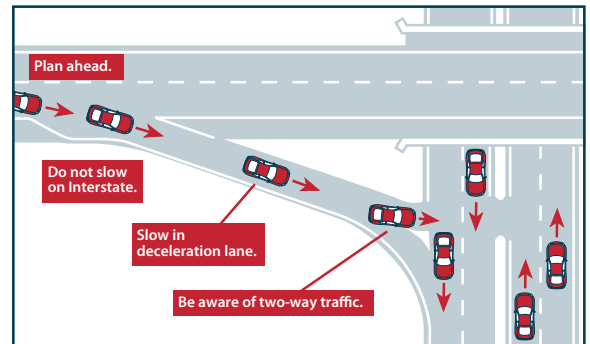 Plan ahead.
Do not slow
on Interstate.
Slow in
deceleration lane.
Be aware of two-way traffic.